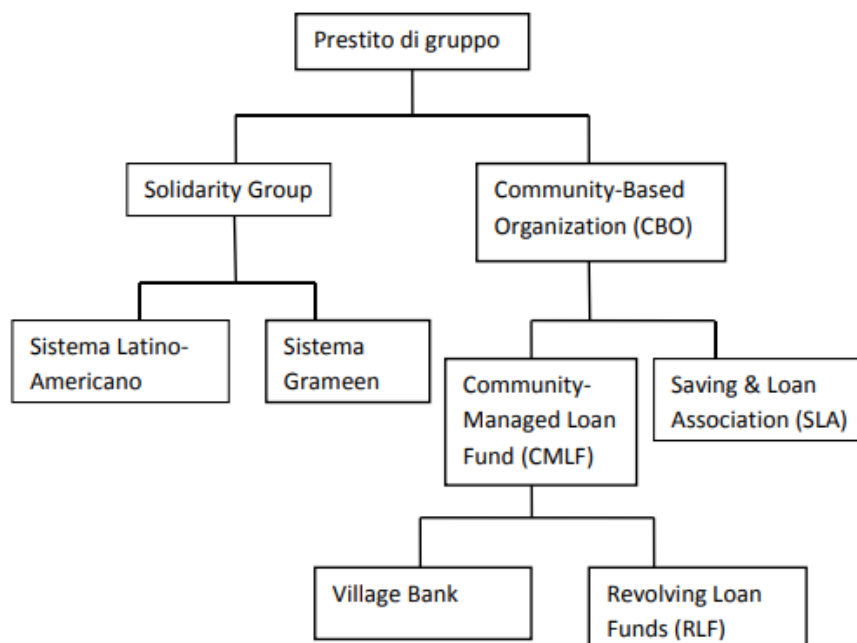 Prestito di gruppo
Solidarity Group
Community-Based
Organization (CBO)
Sistema Latino-
Americano
Sistema
Grameen
Community-
Managed Loan
Fund (CMLF)
Saving & Loan
Association (SLA)
Village Bank
Revolving Loan
Funds (RLF)